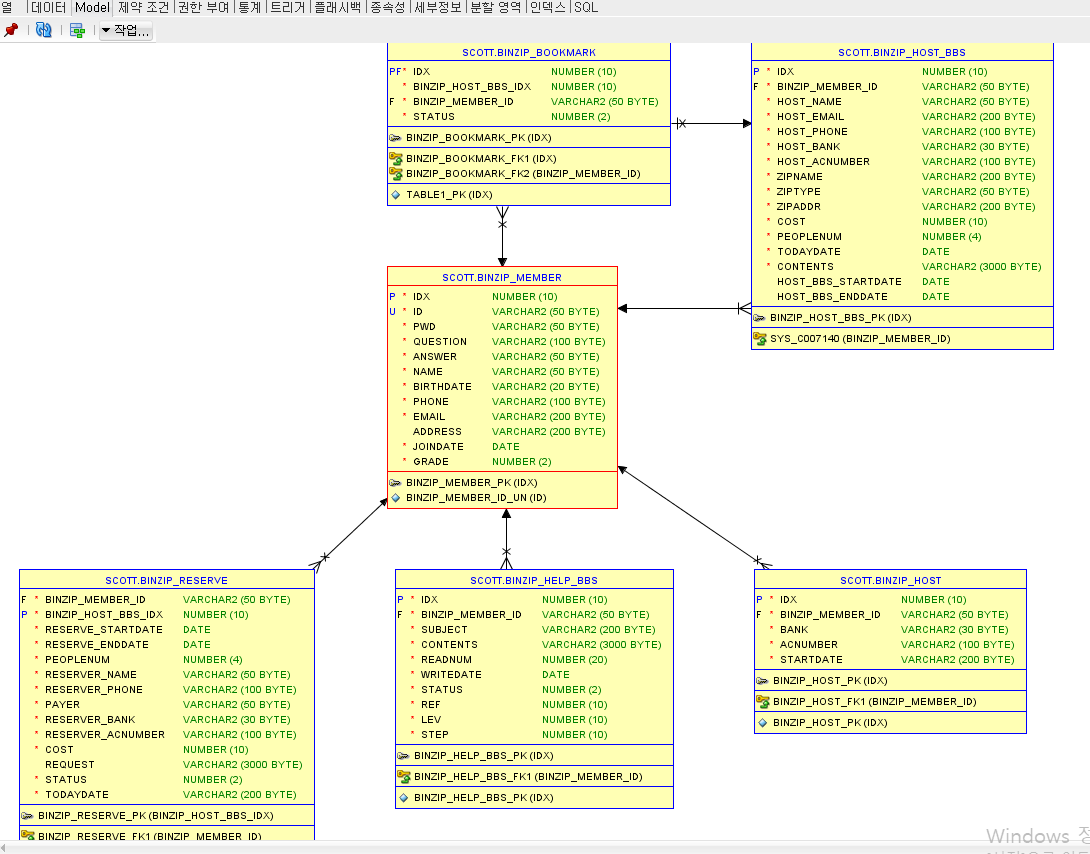 열 데이터 Model 제약 조건 권한 부여 통계 트리거 플래시백 종속성 세부정보 분할 영역 인덱스 SQL
작업...
SCOTT.BINZIP_BOOKMARK
PF* IDX NUMBER (10)
* BINZIP_HOST_BBS_IDX NUMBER (10)
F * BINZIP_MEMBER_ID VARCHAR2 (50 BYTE)
* STATUS NUMBER (2)
BINZIP_BOOKMARK_PK (IDX)
BINZIP_BOOKMARK_FK1 (IDX)
BINZIP_BOOKMARK_FK2 (BINZIP_MEMBER_ID)
TABLE1_PK (IDX)
SCOTT.BINZIP_HOST_BBS
P * IDX NUMBER (10)
F * BINZIP_MEMBER_ID VARCHAR2 (50 BYTE)
* HOST_NAME VARCHAR2 (50 BYTE)
* HOST_EMAIL VARCHAR2 (200 BYTE)
* HOST_PHONE VARCHAR2 (100 BYTE)
* HOST_BANK VARCHAR2 (30 BYTE)
* HOST_ACNUMBER VARCHAR2 (100 BYTE)
* ZIPNAME VARCHAR2 (200 BYTE)
* ZIPTYPE VARCHAR2 (50 BYTE)
* ZIPADDR VARCHAR2 (200 BYTE)
* COST NUMBER (10)
* PEOPLENUM NUMBER (4)
* TODAYDATE DATE
* CONTENTS VARCHAR2 (3000 BYTE)
HOST_BBS_STARTDATE DATE
HOST_BBS_ENDDATE DATE
BINZIP_HOST_BBS_PK (IDX)
SYS_C007140 (BINZIP_MEMBER_ID)
SCOTT.BINZIP_MEMBER
P * IDX NUMBER (10)
U * ID VARCHAR2 (50 BYTE)
* PWD VARCHAR2 (50 BYTE)
* QUESTION VARCHAR2 (100 BYTE)
* ANSWER VARCHAR2 (50 BYTE)
* NAME VARCHAR2 (50 BYTE)
* BIRTHDATE VARCHAR2 (20 BYTE)
* PHONE VARCHAR2 (100 BYTE)
* EMAIL VARCHAR2 (200 BYTE)
ADDRESS VARCHAR2 (200 BYTE)
* JOINDATE DATE
* GRADE NUMBER (2)
BINZIP_MEMBER_PK (IDX)
BINZIP_MEMBER_ID_UN (ID)
SCOTT.BINZIP_RESERVE
F * BINZIP_MEMBER_ID VARCHAR2 (50 BYTE)
P * BINZIP_HOST_BBS_IDX NUMBER (10)
* RESERVE_STARTDATE DATE
* RESERVE_ENDDATE DATE
* PEOPLENUM NUMBER (4)
* RESERVER_NAME VARCHAR2 (50 BYTE)
* RESERVER_PHONE VARCHAR2 (100 BYTE)
* PAYER VARCHAR2 (50 BYTE)
* RESERVER_BANK VARCHAR2 (30 BYTE)
* RESERVER_ACNUMBER VARCHAR2 (100 BYTE)
* COST NUMBER (10)
REQUEST VARCHAR2 (3000 BYTE)
* STATUS NUMBER (2)
* TODAYDATE VARCHAR2 (200 BYTE)
BINZIP_RESERVE_PK (BINZIP_HOST_BBS_IDX)
BINZIP_RESERVE_FK1 (BINZIP_MEMBER_ID)
SCOTT.BINZIP_HELP_BBS
P * IDX NUMBER (10)
F * BINZIP_MEMBER_ID VARCHAR2 (50 BYTE)
* SUBJECT VARCHAR2 (200 BYTE)
* CONTENTS VARCHAR2 (3000 BYTE)
* READNUM NUMBER (20)
* WRITEDATE DATE
* STATUS NUMBER (2)
* REF NUMBER (10)
* LEV NUMBER (10)
* STEP NUMBER (10)
BINZIP_HELP_BBS_PK (IDX)
BINZIP_HELP_BBS_FK1 (BINZIP_MEMBER_ID)
BINZIP_HELP_BBS_PK (IDX)
SCOTT.BINZIP_HOST
P * IDX NUMBER (10)
F * BINZIP_MEMBER_ID VARCHAR2 (50 BYTE)
* BANK VARCHAR2 (30 BYTE)
* ACNUMBER VARCHAR2 (100 BYTE)
* STARTDATE VARCHAR2 (200 BYTE)
BINZIP_HOST_PK (IDX)
BINZIP_HOST_FK1 (BINZIP_MEMBER_ID)
BINZIP_HOST_PK (IDX)
Windows